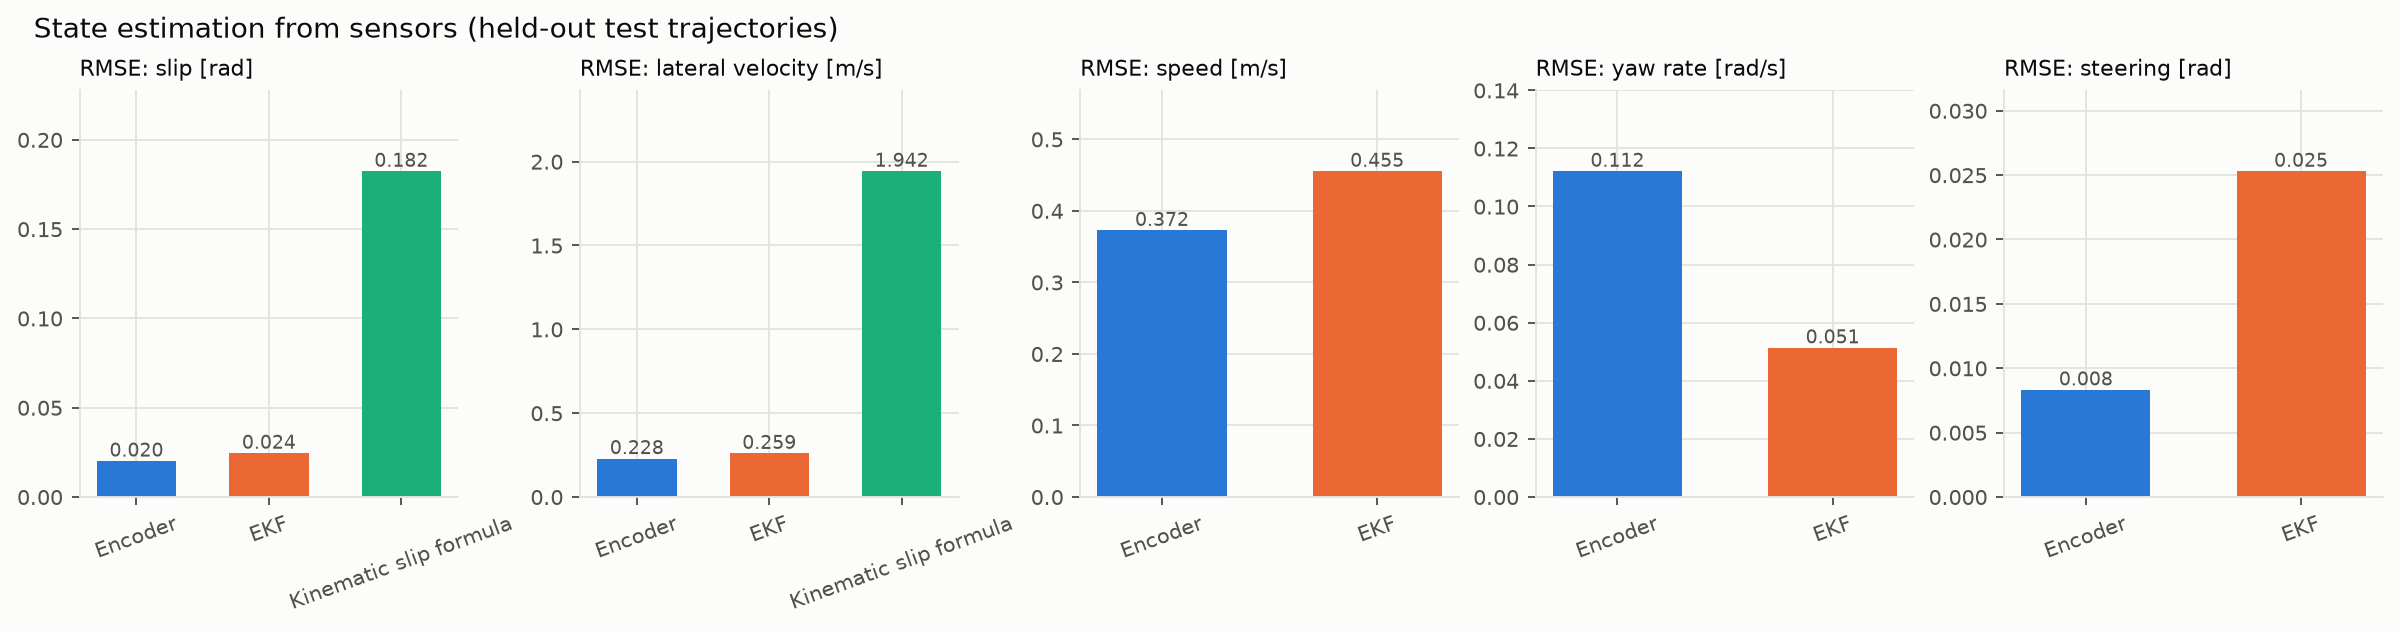 State estimation from sensors (held-out test trajectories)
RMSE: slip [rad]
0.20
0.15
0.10
0.05
0.00
0.020
0.024
0.182
Encoder
EKF
Kinematic slip formula
RMSE: lateral velocity [m/s]
2.0
1.5
1.0
0.5
0.0
0.228
0.259
1.942
Encoder
EKF
Kinematic slip formula
RMSE: speed [m/s]
0.5
0.4
0.3
0.2
0.1
0.0
0.372
0.455
Encoder
EKF
RMSE: yaw rate [rad/s]
0.14
0.12
0.10
0.08
0.06
0.04
0.02
0.00
0.112
0.051
Encoder
EKF
RMSE: steering [rad]
0.030
0.025
0.020
0.015
0.010
0.005
0.000
0.008
0.025
Encoder
EKF